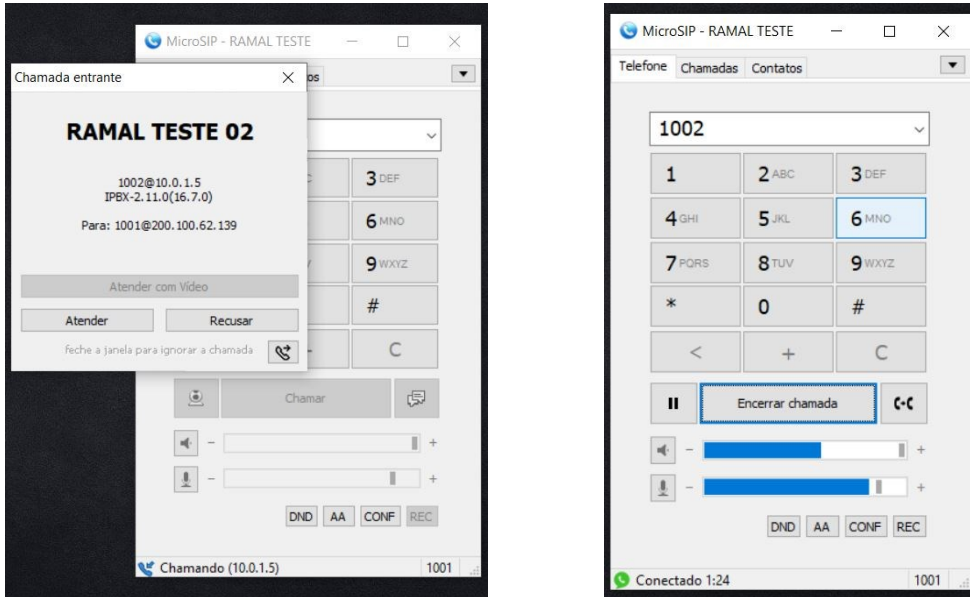 MicroSIP - RAMAL TESTE
Chamada entrante
RAMAL TESTE 02
1002@10.0.1.5
IPBX-2.11.0(16.7.0)
Para: 1001@200.100.62.139
Atender com Vídeo
Atender Recusar
feche a janela para ignorar a chamada
3 DEF
6 MNO
9 WXYZ
#
C
Chamar
- +
- +
DND AA CONF REC
Chamando (10.0.1.5) 1001
MicroSIP - RAMAL TESTE
Telefone Chamadas Contatos
1002
1 2 ABC 3 DEF
4 GHI 5 JKL 6 MNO
7 PQRS 8 TUV 9 WXYZ
* 0 #
< + C
Encerrar chamada
- +
- +
DND AA CONF REC
Conectado 1:24 1001